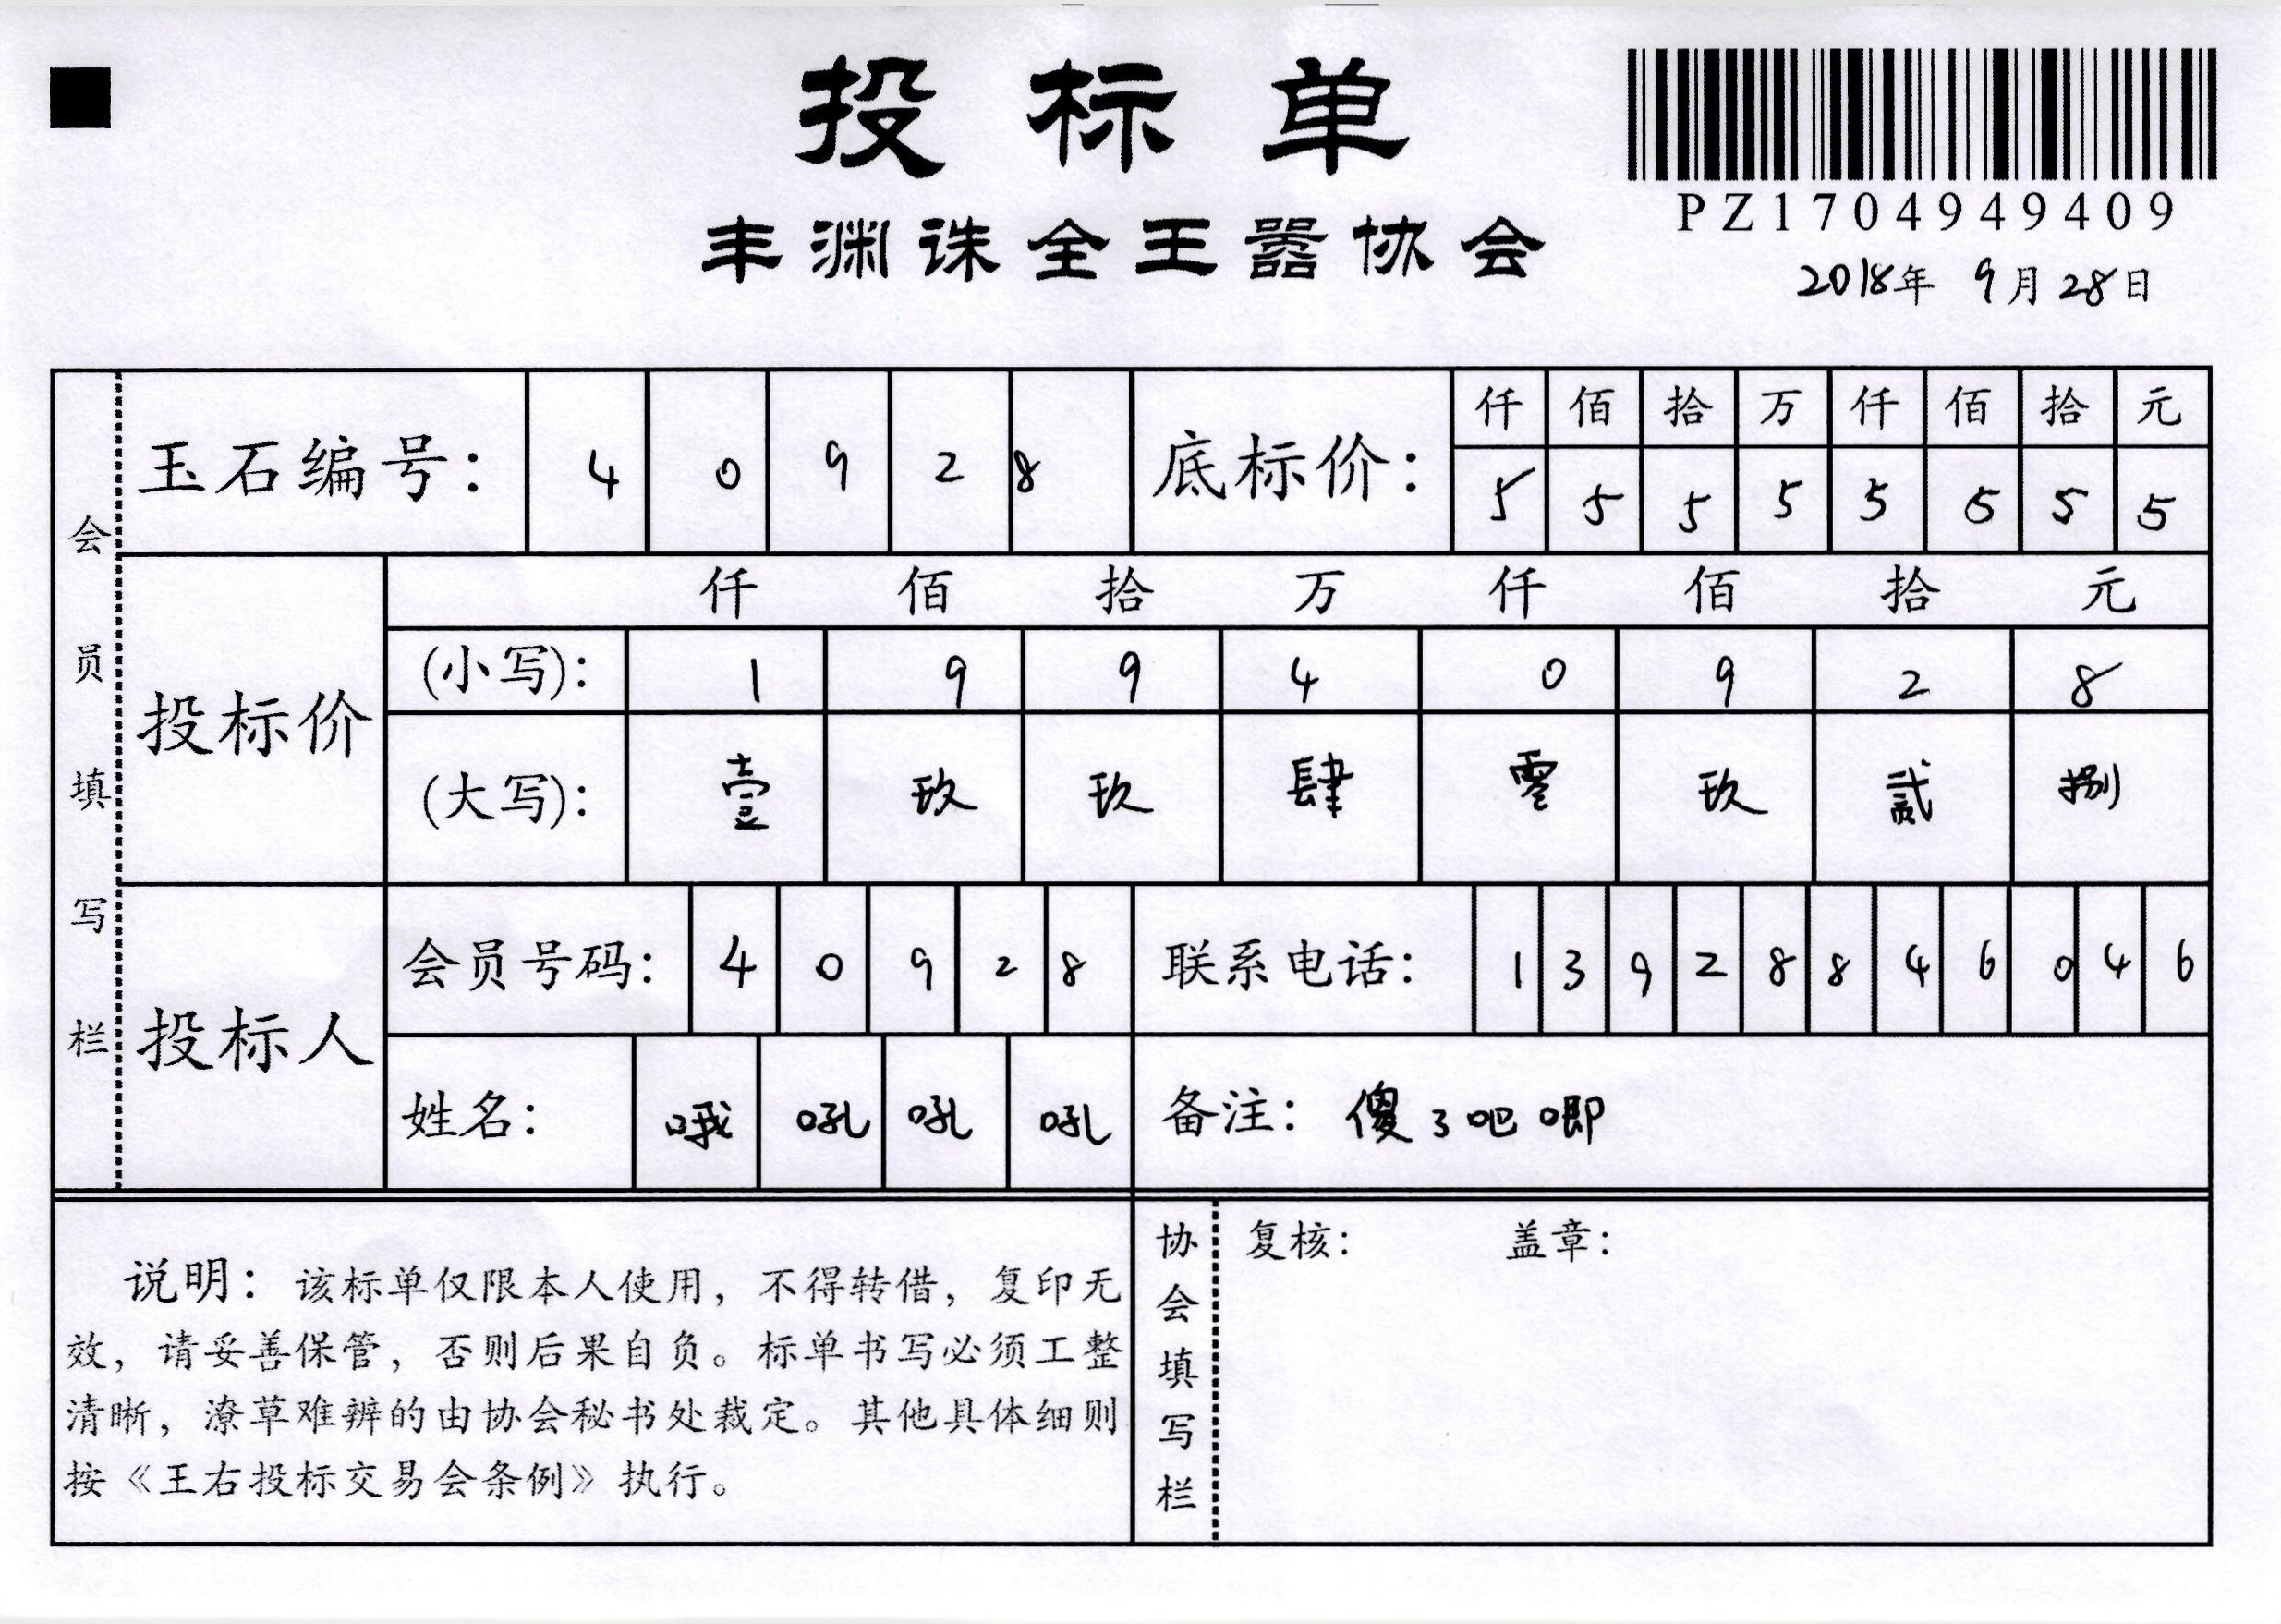 投标单
PZ1704949409
丰渊诛全王嚣协会
2018年 9月28日
会员填写栏
玉石编号: 4 0 9 2 8 底标价: 仟 佰 拾 万 仟 佰 拾 元
5 5 5 5 5 5 5 5
投标价 仟 佰 拾 万 仟 佰 拾 元
(小写): 1 9 9 4 0 9 2 8
(大写): 壹 玖 玖 肆 零 玖 贰 捌
投标人 会员号码: 4 0 9 2 8 联系电话: 1 3 9 2 8 8 4 6 0 4 6
姓名: 哦 吼 吼 吼 备注: 傻了吧唧
说明: 该标单仅限本人使用, 不得转借, 复印无
效, 请妥善保管, 否则后果自负。标单书写必须工整
清晰, 潦草难辨的由协会秘书处裁定。其他具体细则
按《王右投标交易会条例》执行。
协会填写栏
复核: 盖章: